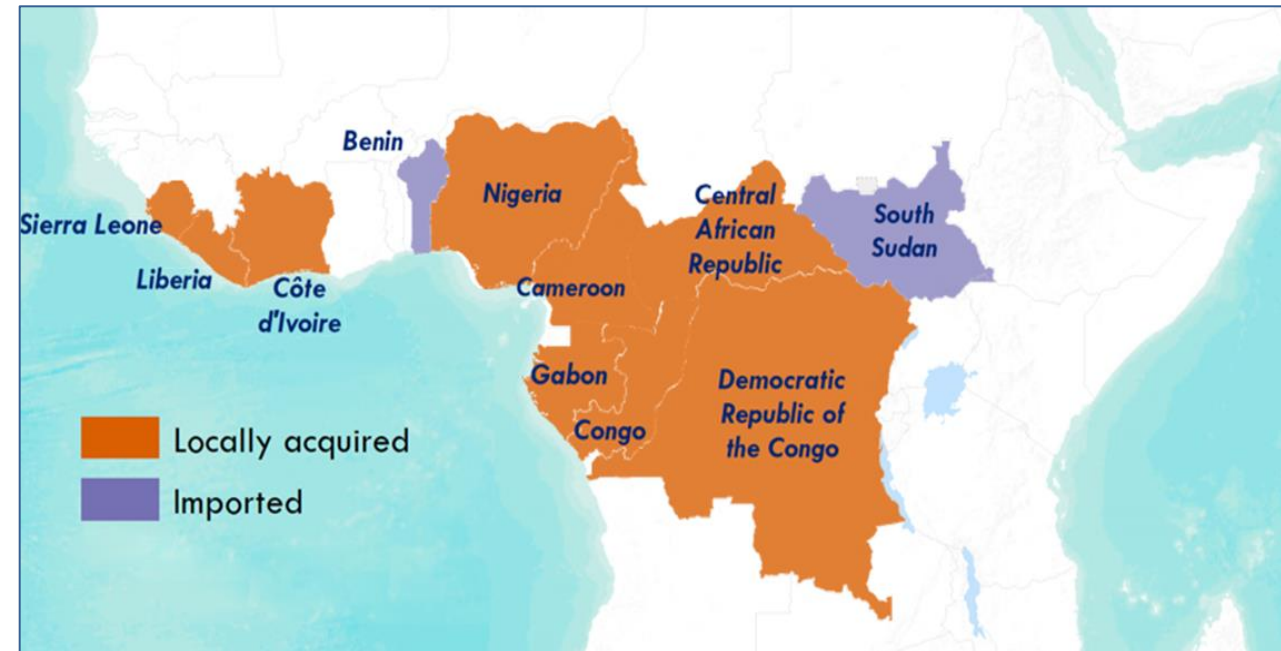 Benin
Nigeria
Central
African
Republic
South
Sudan
Sierra Leone
Liberia
Côte
d'Ivoire
Cameroon
Gabon
Congo
Democratic
Republic of
the Congo
Locally acquired
Imported